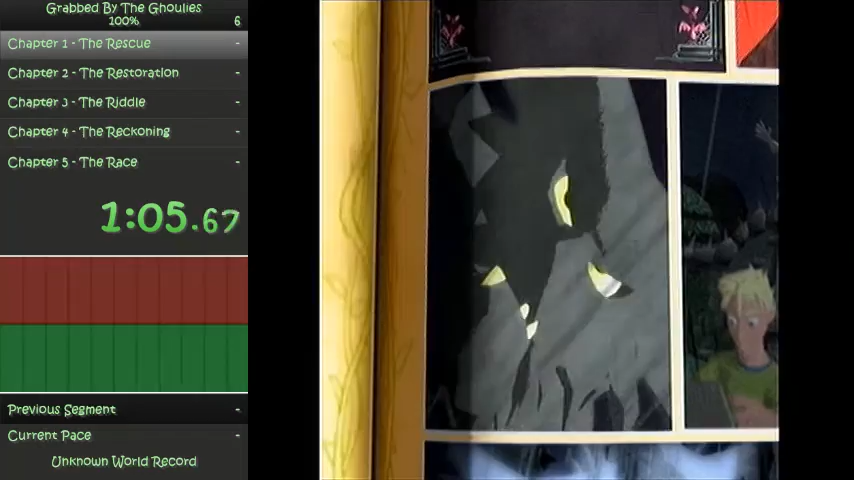 Grabbed By The Ghoulies
100% 6
Chapter 1 - The Rescue -
Chapter 2 - The Restoration -
Chapter 3 - The Riddle -
Chapter 4 - The Reckoning -
Chapter 5 - The Race -
1:05.67
Previous Segment -
Current Pace -
Unknown World Record